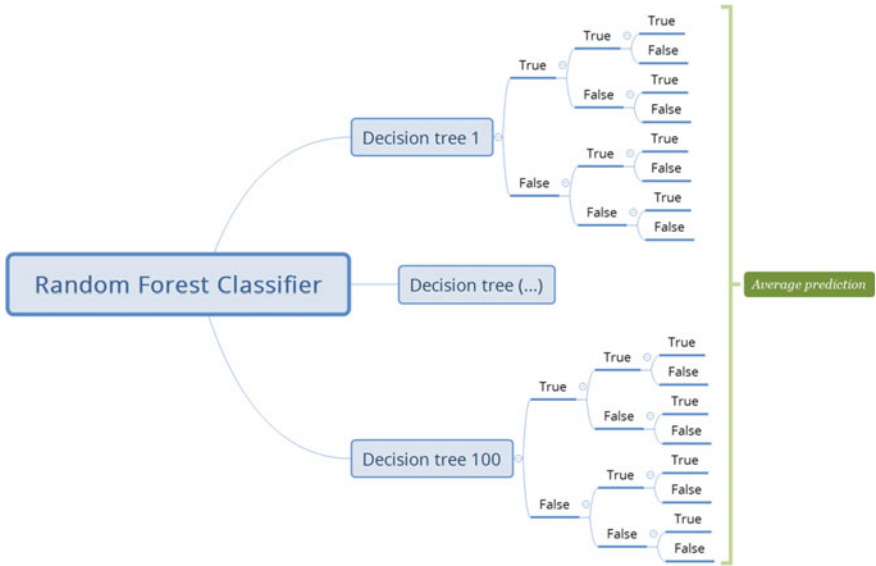 True
True
False
True
True
False
False
Decision tree 1
True
True
False
False
True
False
False
Random Forest Classifier
Decision tree (...)
Average prediction
True
True
False
True
True
False
False
Decision tree 100
True
True
False
False
True
False
False